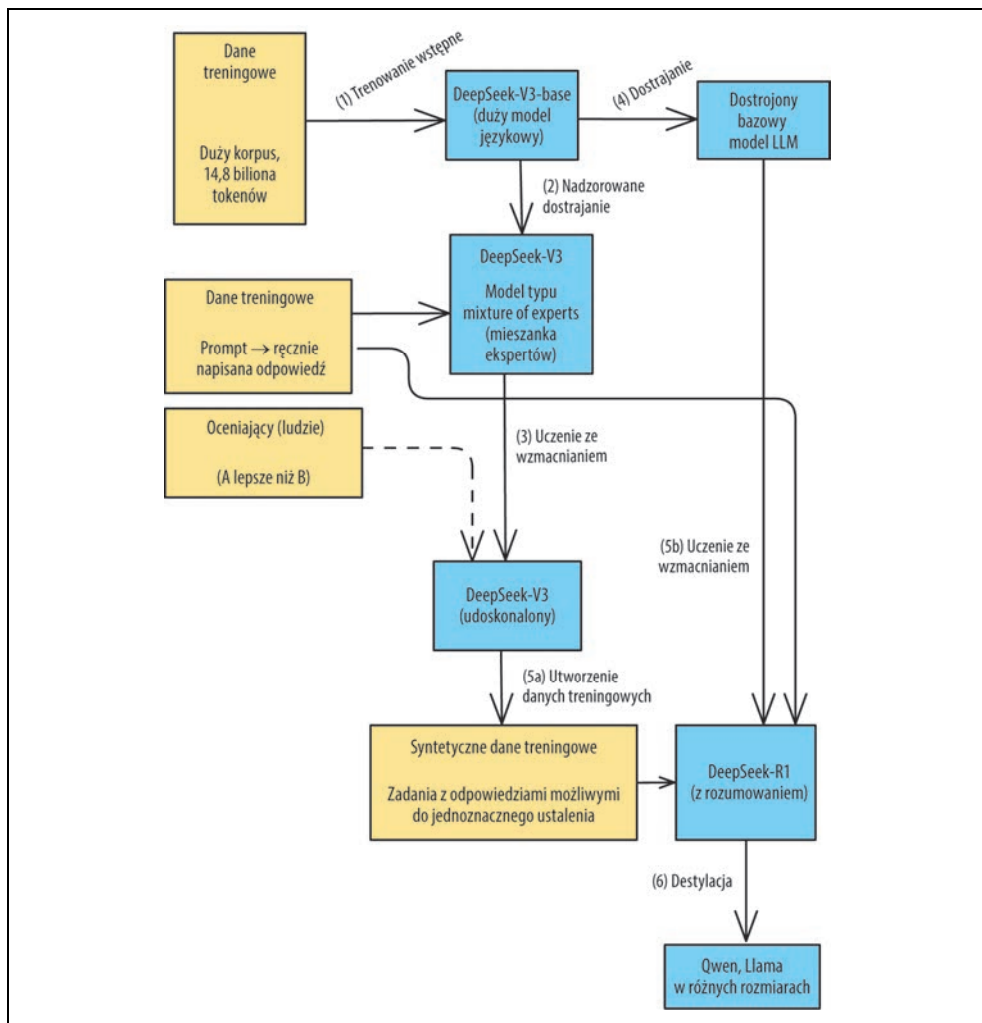 Dane
treningowe
Duży korpus,
14,8 biliona
tokenów
(1) Trenowanie wstępne
DeepSeek-V3-base
(duży model
językowy)
(4) Dostrajanie
Dostrojony
bazowy
model LLM
(2) Nadzorowane
dostrajanie
DeepSeek-V3
Model typu
mixture of experts
(mieszanka
ekspertów)
Dane treningowe
Prompt → ręcznie
napisana odpowiedź
Oceniający (ludzie)
(A lepsze niż B)
(3) Uczenie ze
wzmacnianiem
(5b) Uczenie ze
wzmacnianiem
DeepSeek-V3
(udoskonalony)
(5a) Utworzenie
danych treningowych
Syntetyczne dane treningowe
Zadania z odpowiedziami możliwymi
do jednoznacznego ustalenia
DeepSeek-R1
(z rozumowaniem)
(6) Destylacja
Qwen, Llama
w różnych rozmiarach